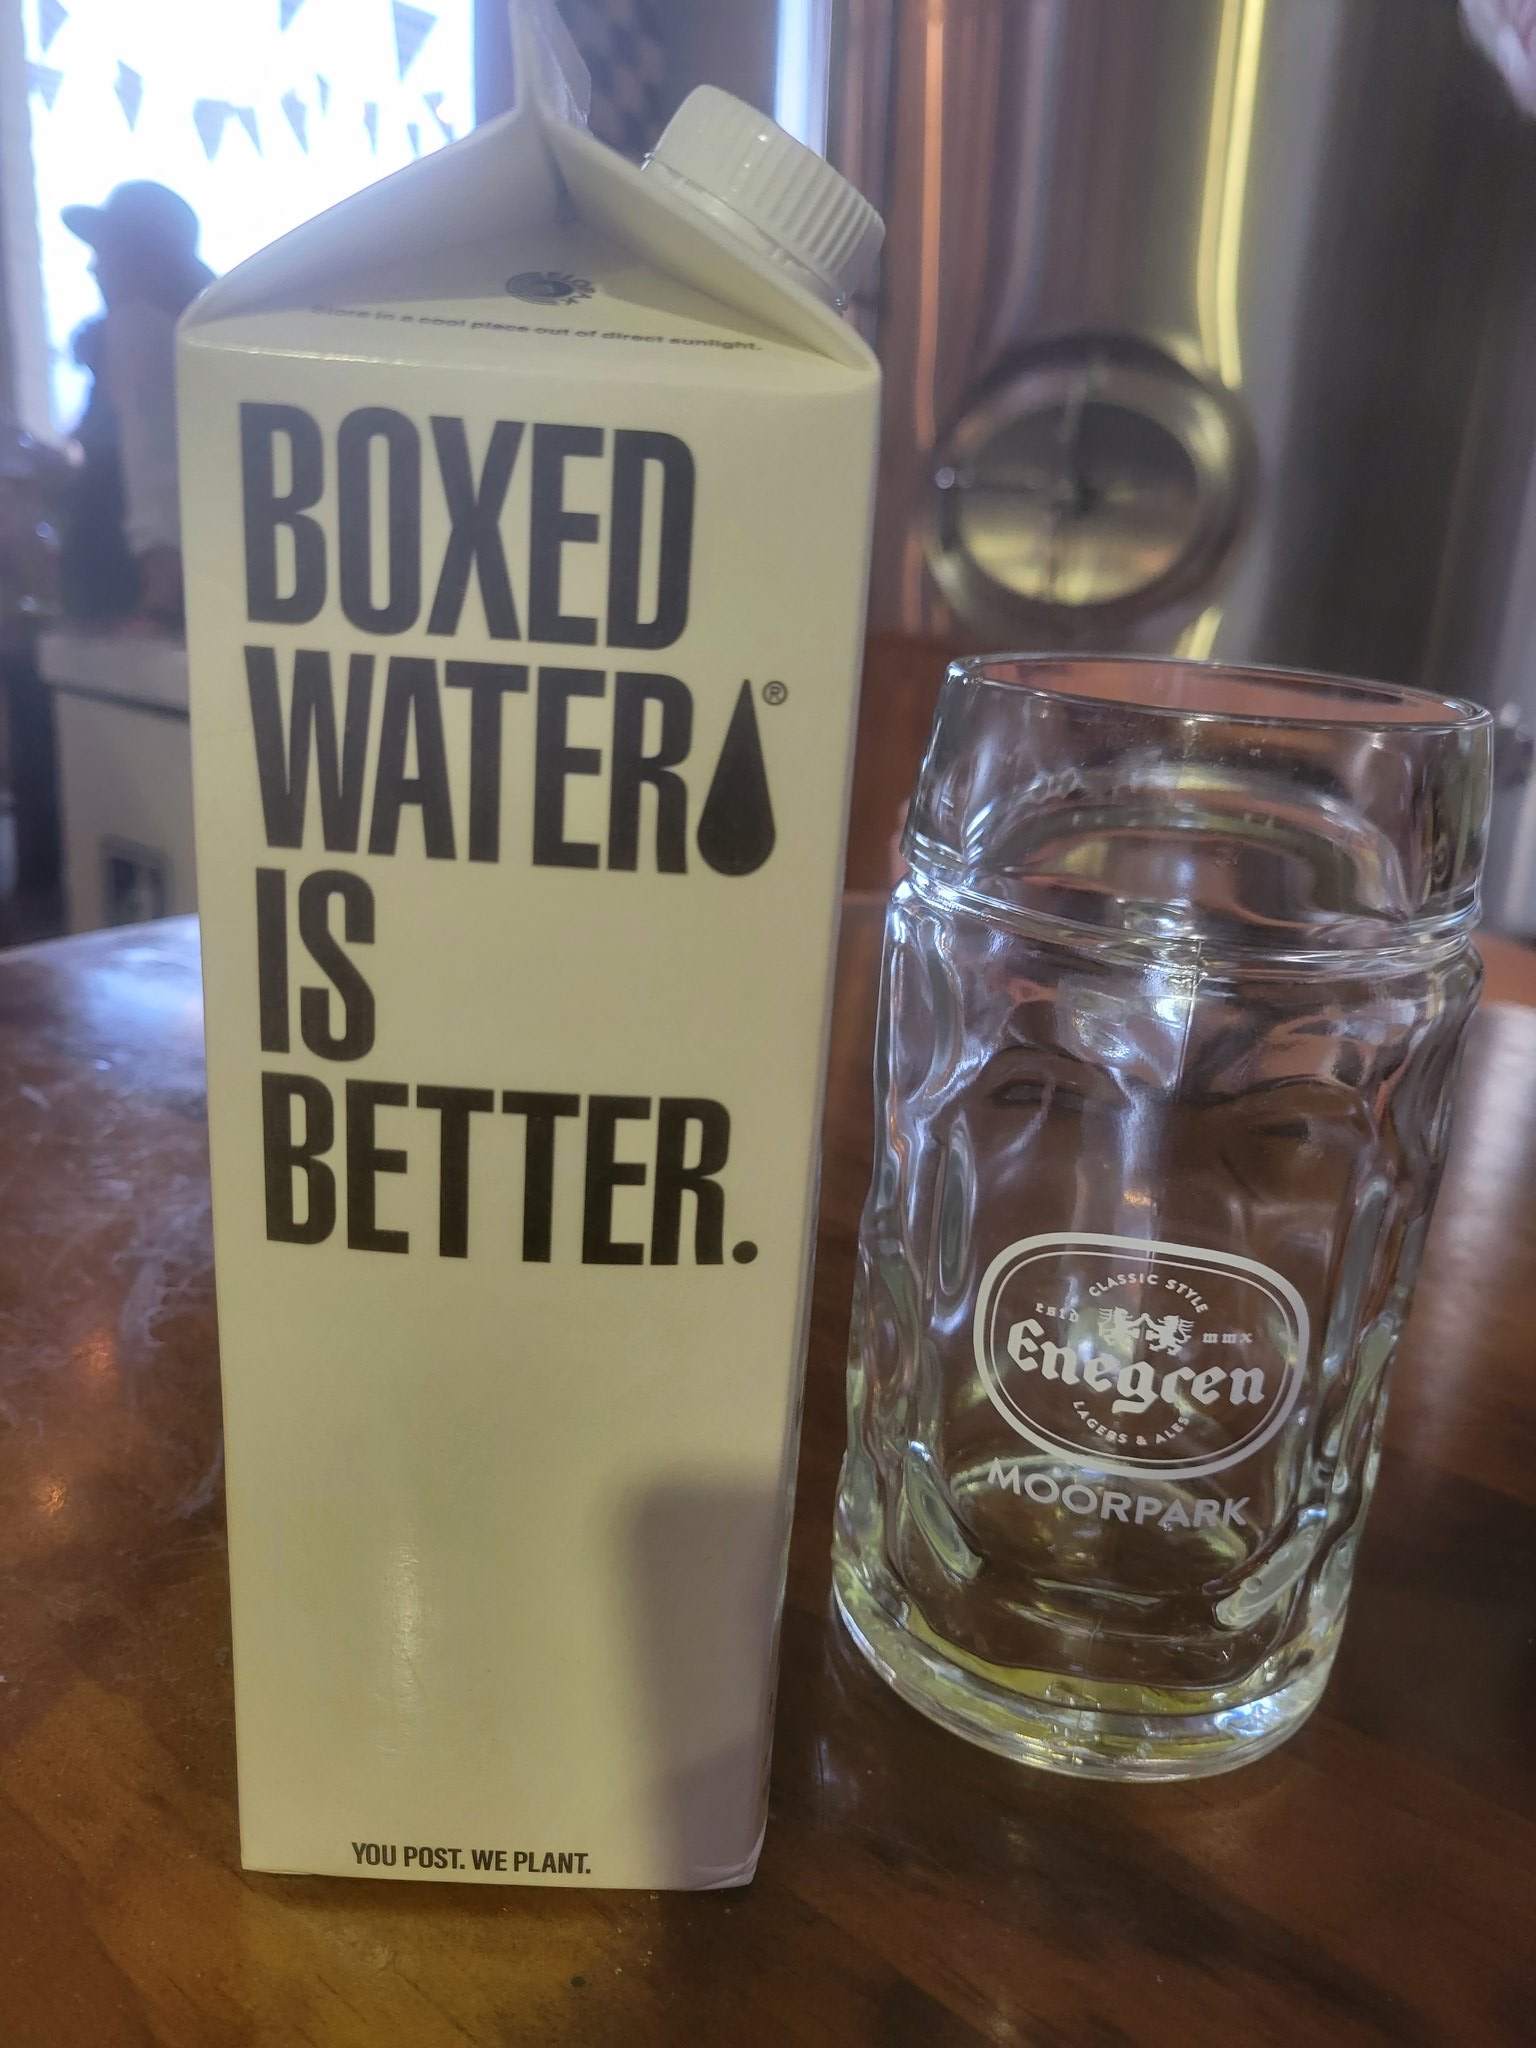 ELOPAK
Store in a cool place out of direct sunlight.
BOXED
WATER®
IS
BETTER.
YOU POST. WE PLANT.
CLASSIC STYLE
ESTD
MMX
Enegren
LAGERS & ALES
MOORPARK